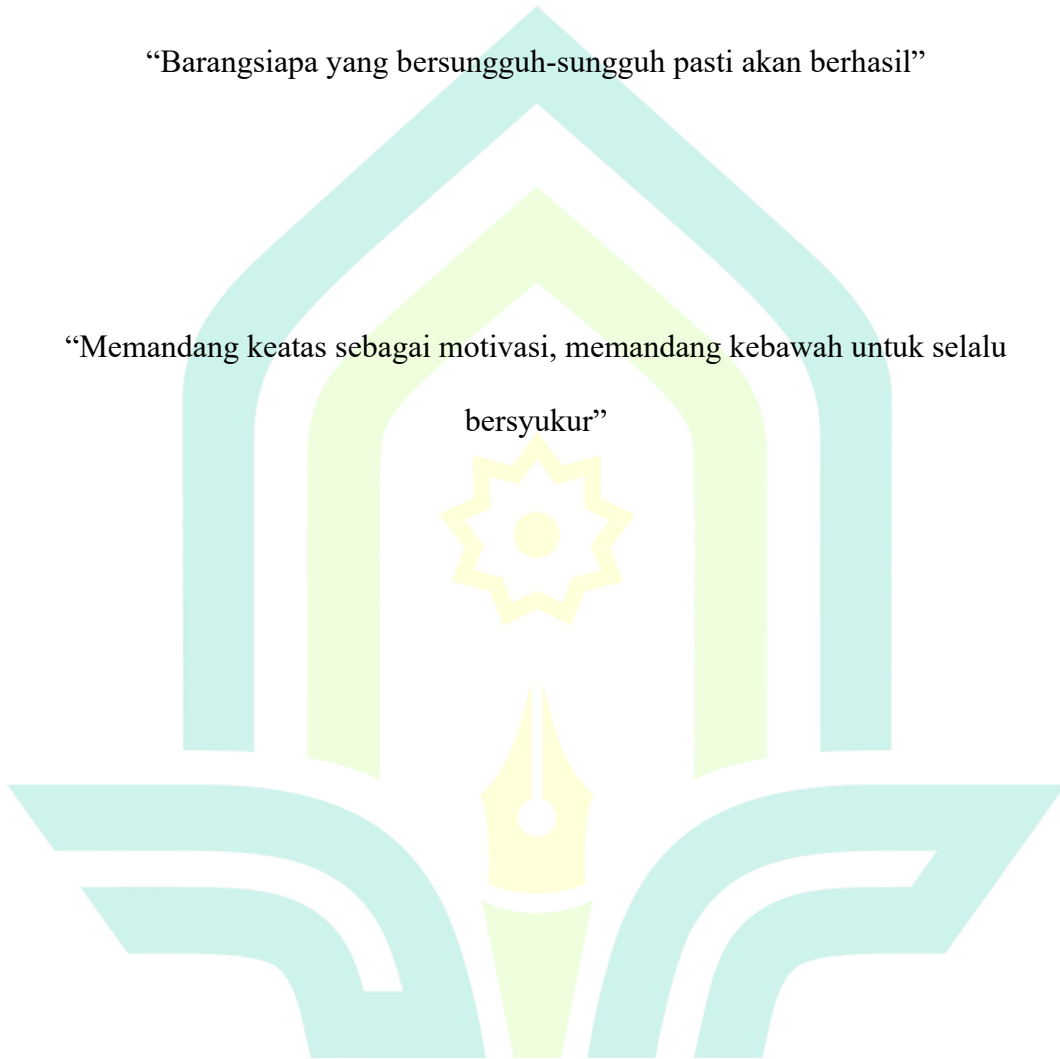 “Barangsiapa yang bersungguh-sungguh pasti akan berhasil”
“Memandang keatas sebagai motivasi, memandang kebawah untuk selalu
bersyukur”